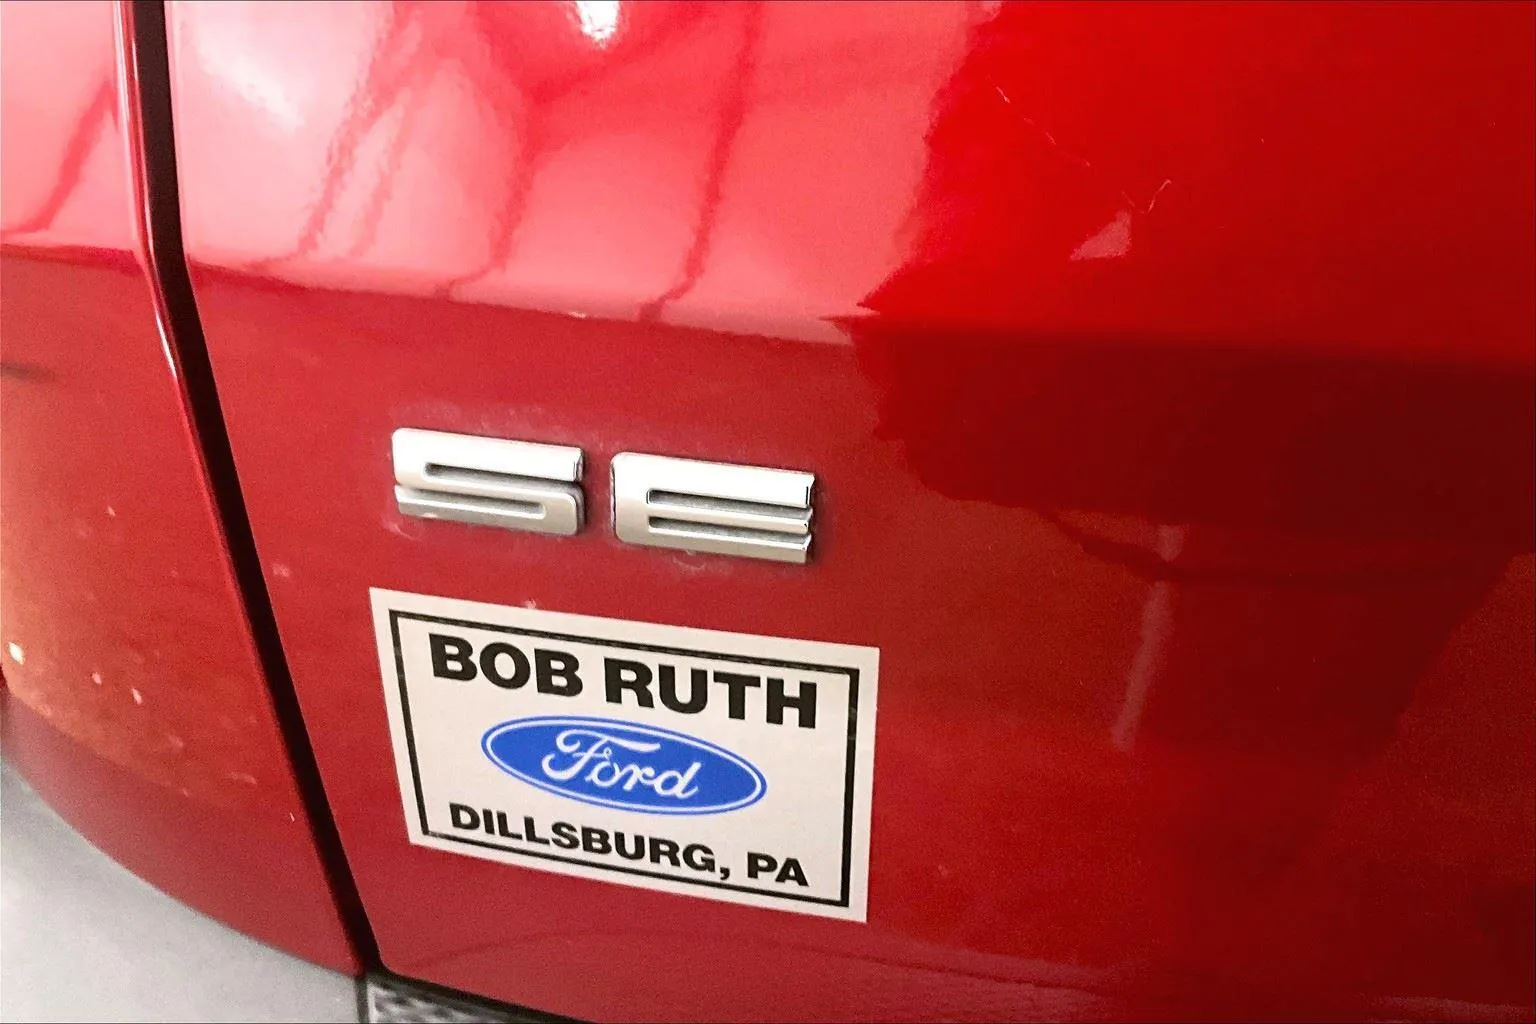 SE
BOB RUTH
Ford
DILLSBURG, PA